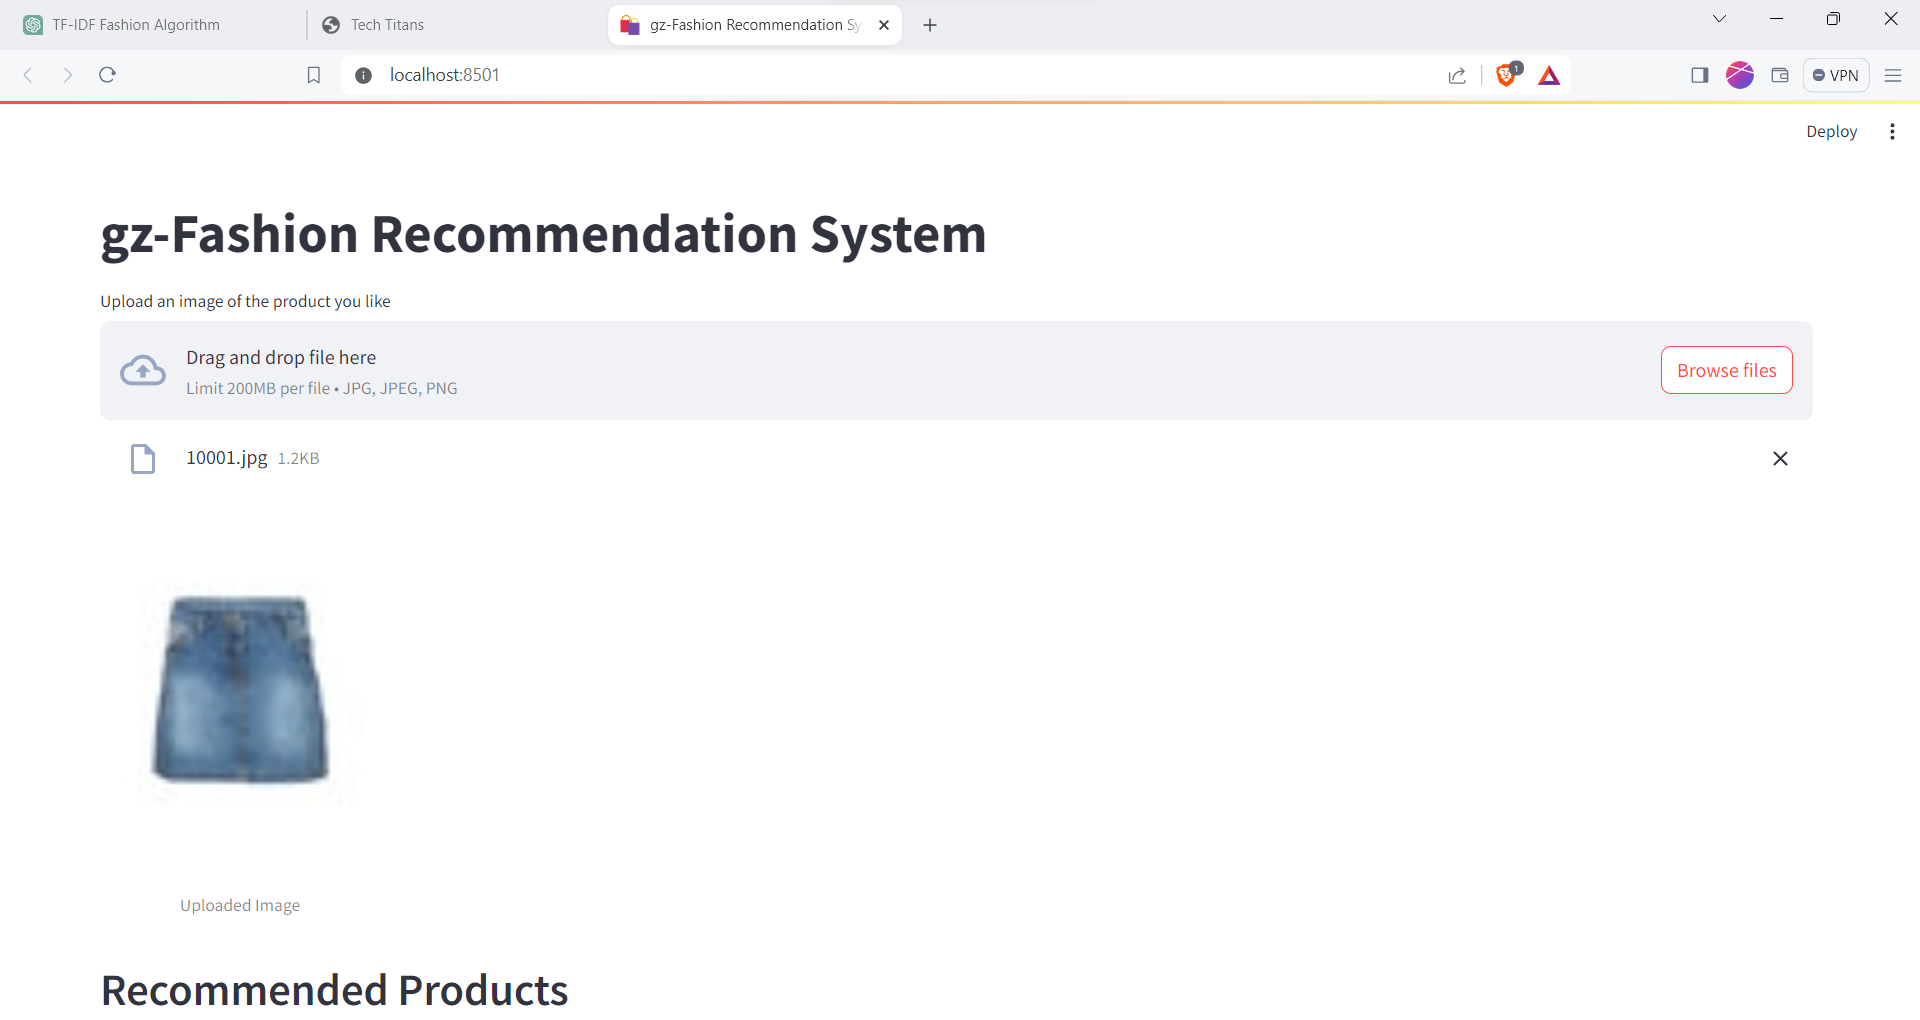 TF-IDF Fashion Algorithm
Tech Titans
gz-Fashion Recommendation Sy
localhost:8501
1
VPN
Deploy
gz-Fashion Recommendation System
Upload an image of the product you like
Drag and drop file here
Limit 200MB per file • JPG, JPEG, PNG
Browse files
10001.jpg 1.2KB
Uploaded Image
Recommended Products